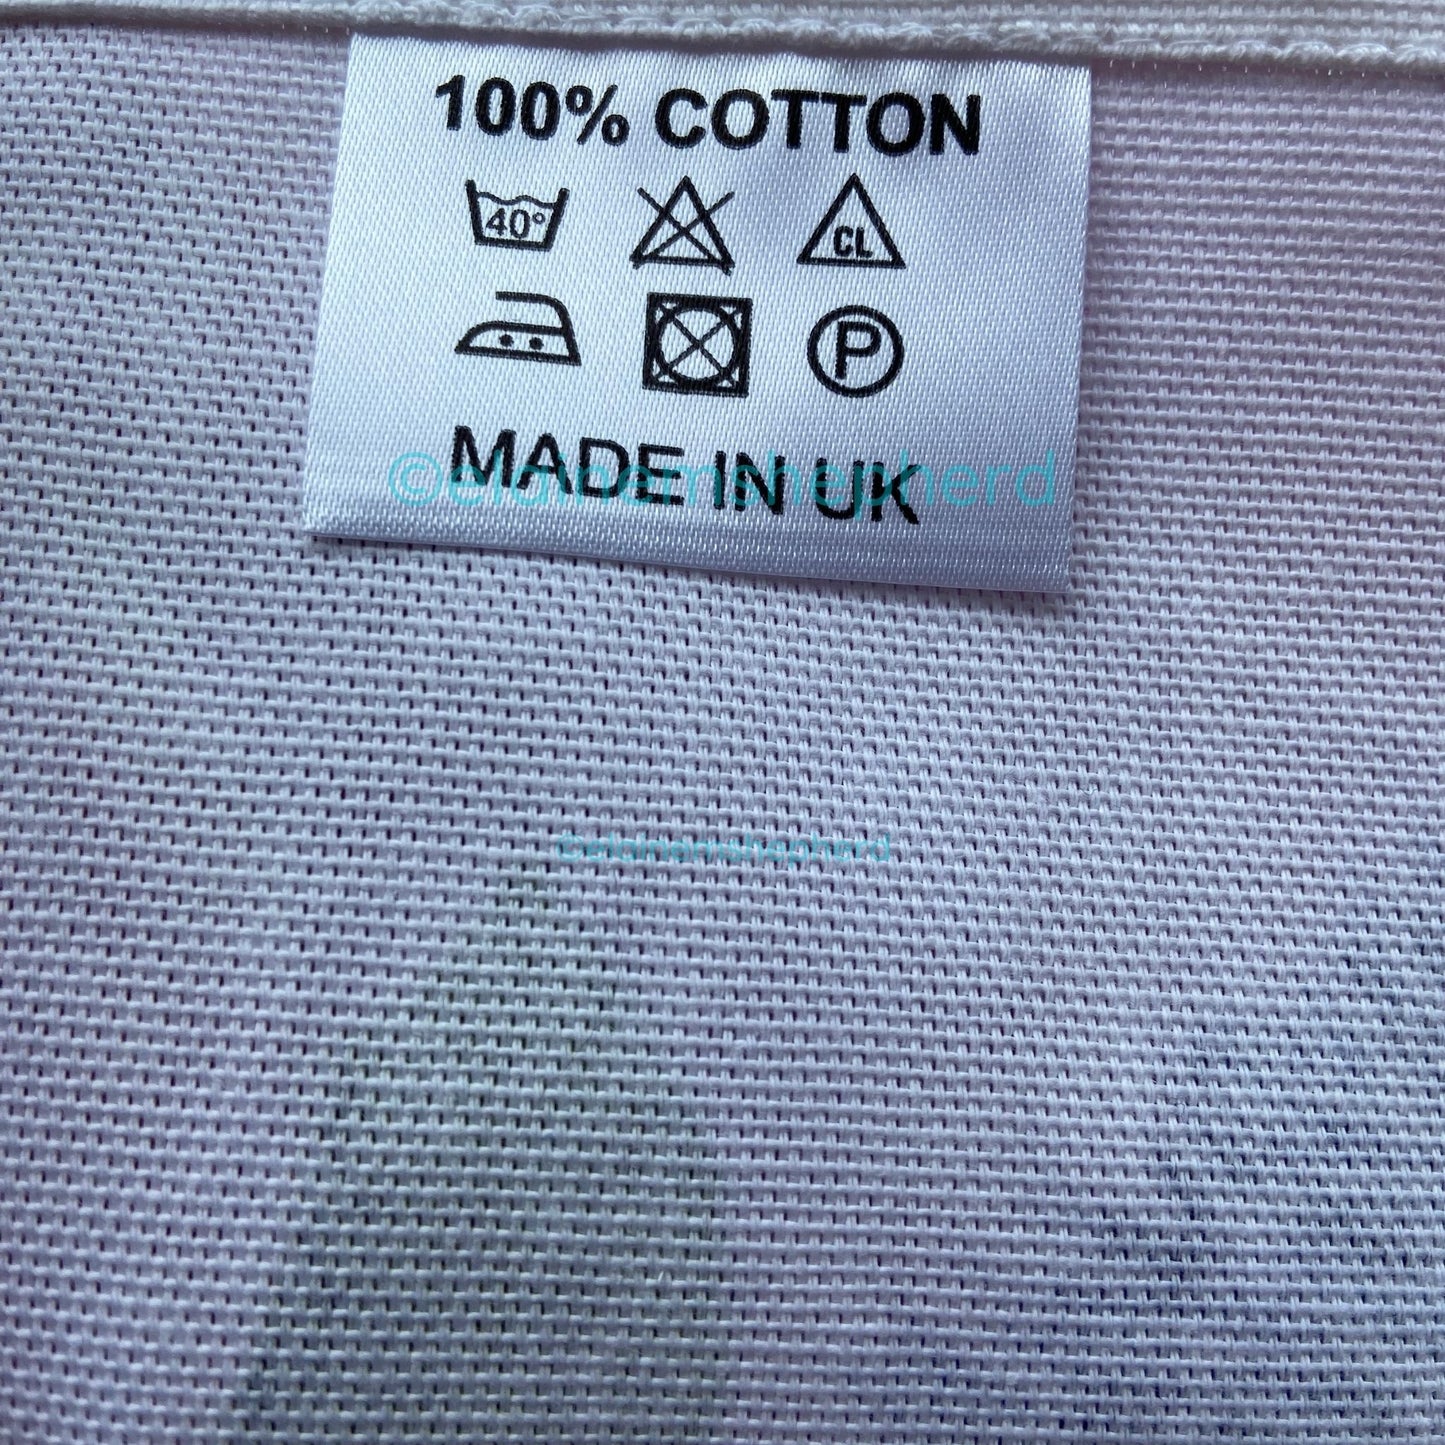 100% COTTON
40°
CL
P
MADE IN UK
©elainemshepherd
©elainemshepherd